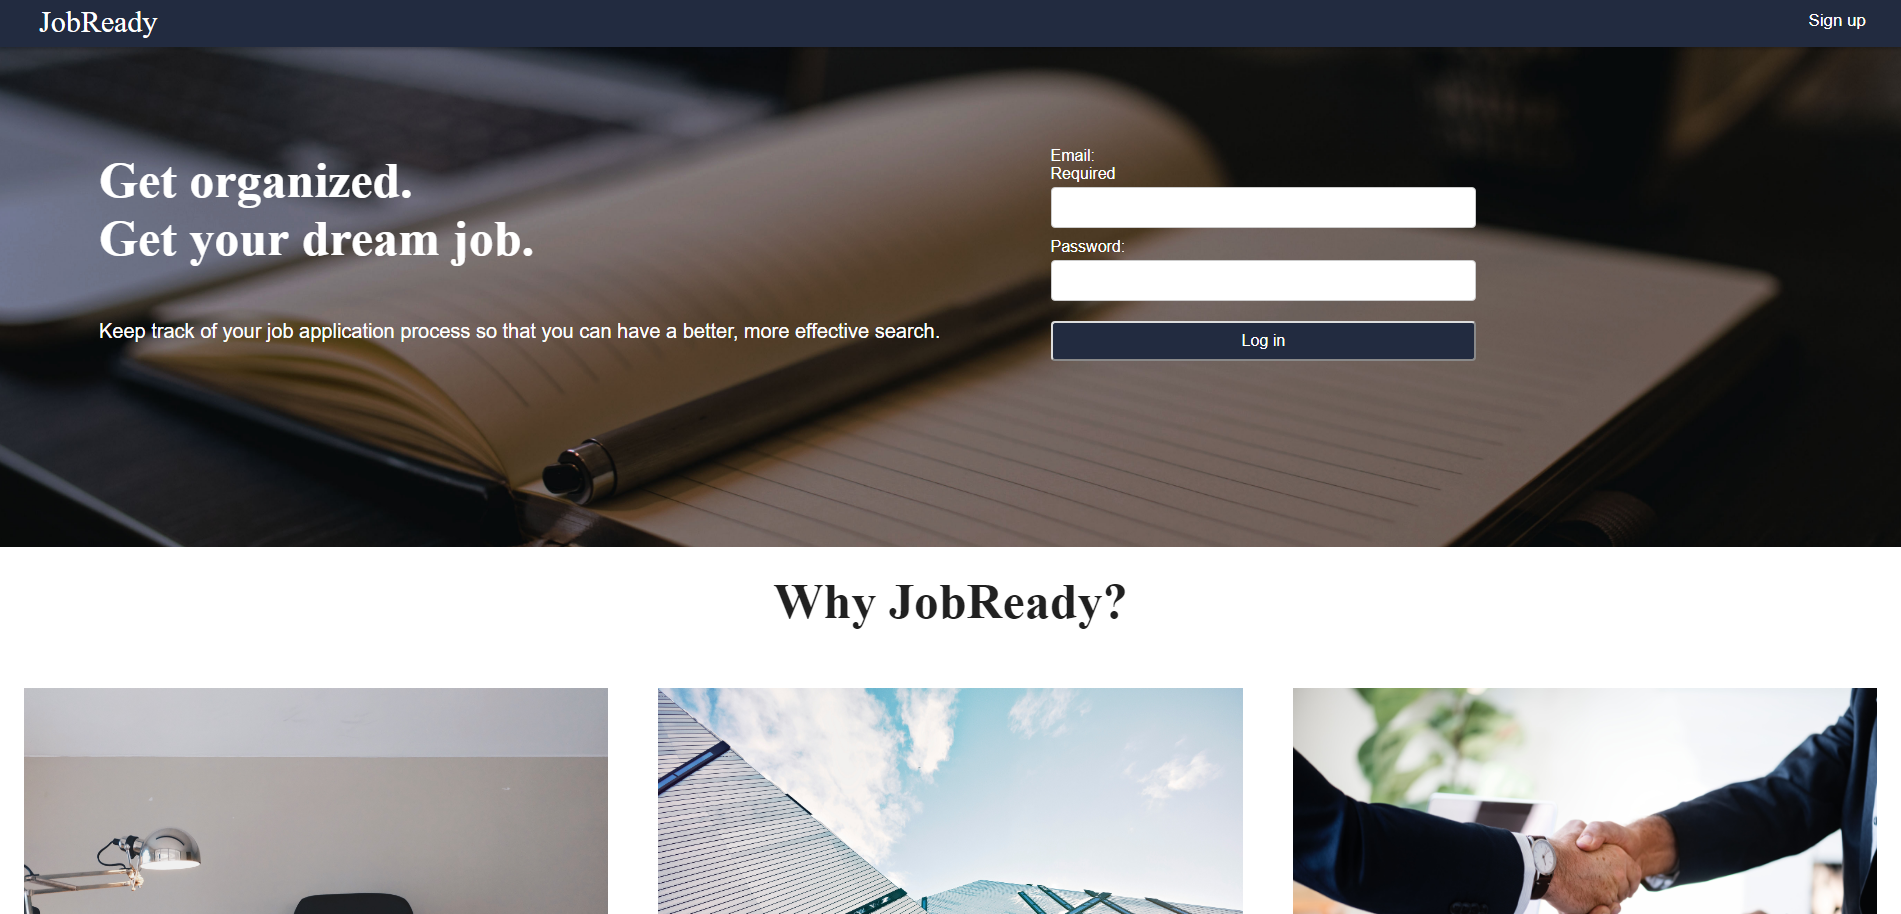 JobReady
Sign up
Get organized.
Get your dream job.
Keep track of your job application process so that you can have a better, more effective search.
Email:
Required
Password:
Log in
Why JobReady?